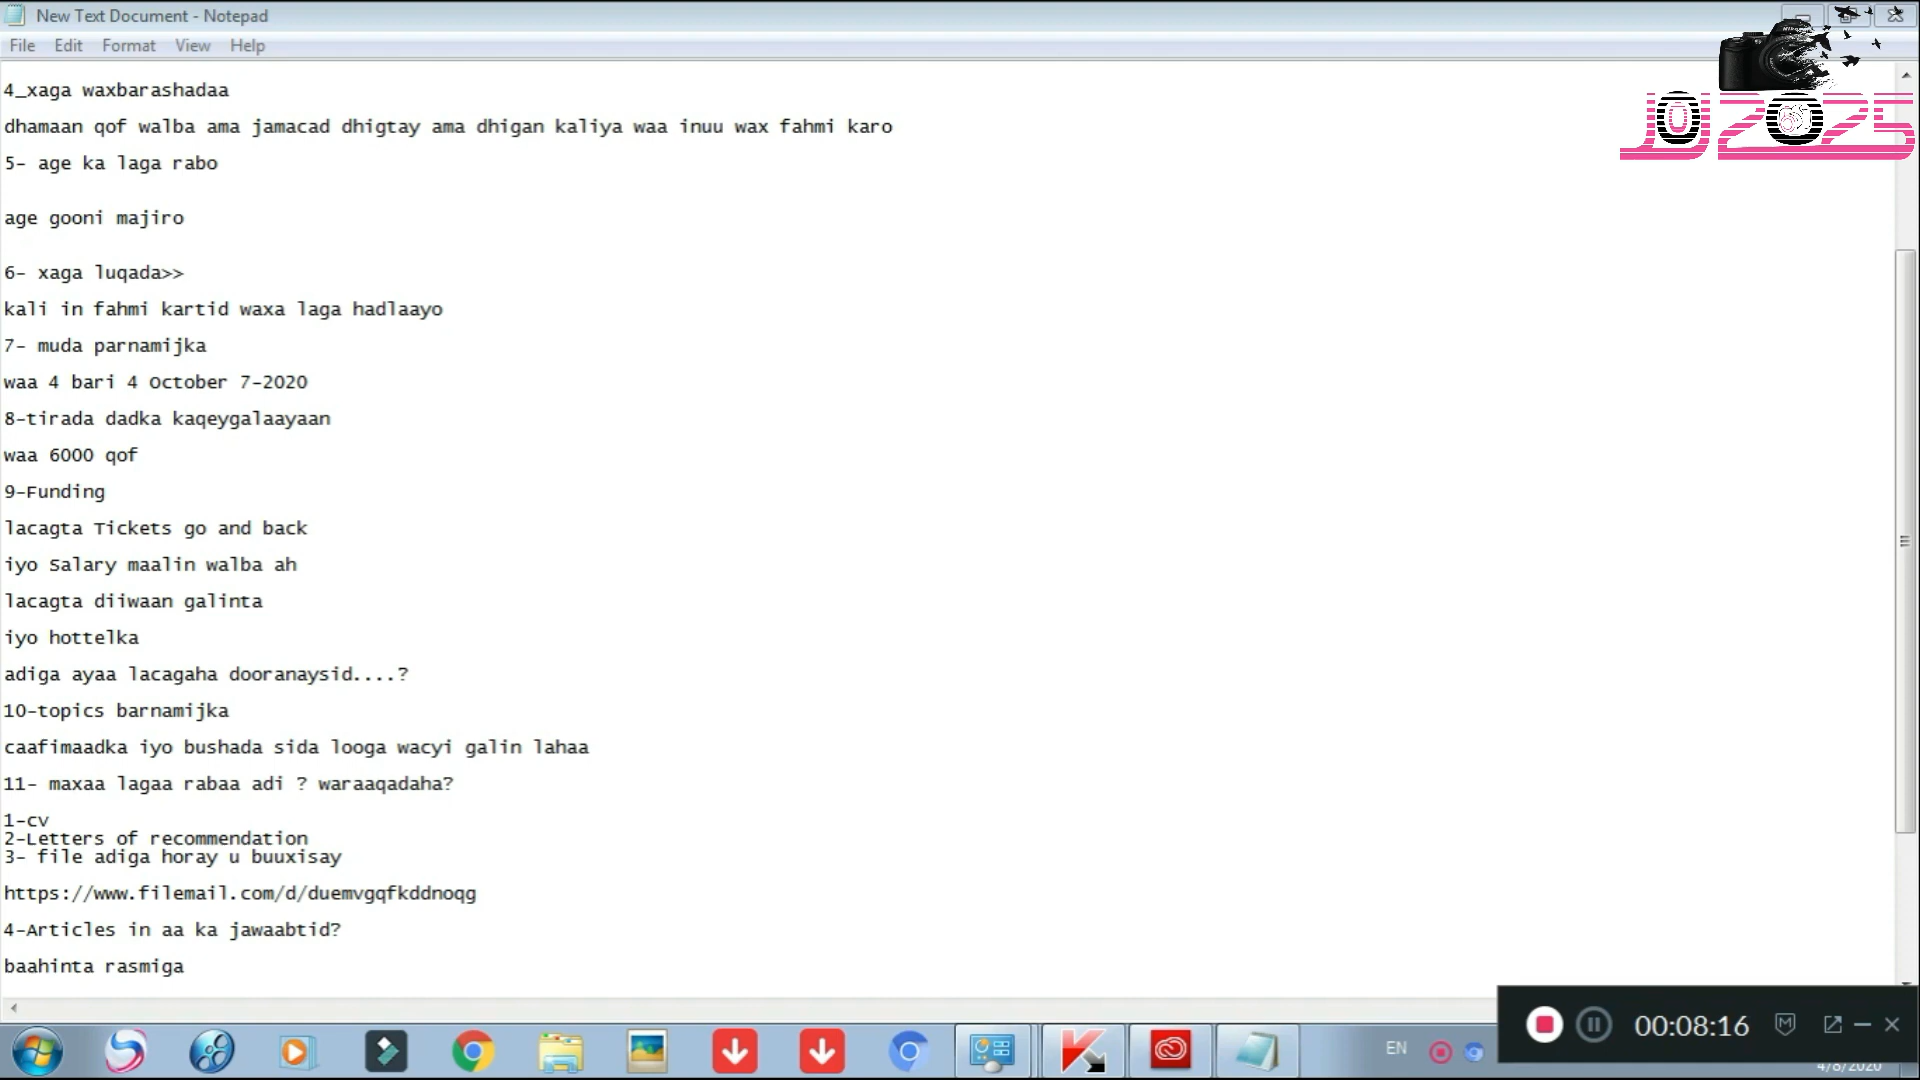 New Text Document - Notepad
File Edit Format View Help
4_xaga waxbarashadaa
dhamaan qof walba ama jamacad dhigtay ama dhigan kaliya waa inuu wax fahmi karo
5- age ka laga rabo
age gooni majiro
6- xaga luqada>>
kali in fahmi kartid waxa laga hadlaayo
7- muda parnamijka
waa 4 bari 4 October 7-2020
8-tirada dadka kaqeygalaayaan
waa 6000 qof
9-Funding
lacagta Tickets go and back
iyo Salary maalin walba ah
lacagta diiwaan galinta
iyo hottelka
adiga ayaa lacagaha dooranaysid....?
10-topics barnamijka
caafimaadka iyo bushada sida looga wacyi galin lahaa
11- maxaa lagaa rabaa adi ? waraaqadaha?
1-cv
2-Letters of recommendation
3- file adiga horay u buuxisay
https://www.filemail.com/d/duemvgqfkddnoqg
4-Articles in aa ka jawaabtid?
baahinta rasmiga
JOJ2025
00:08:16
EN
4/8/2020